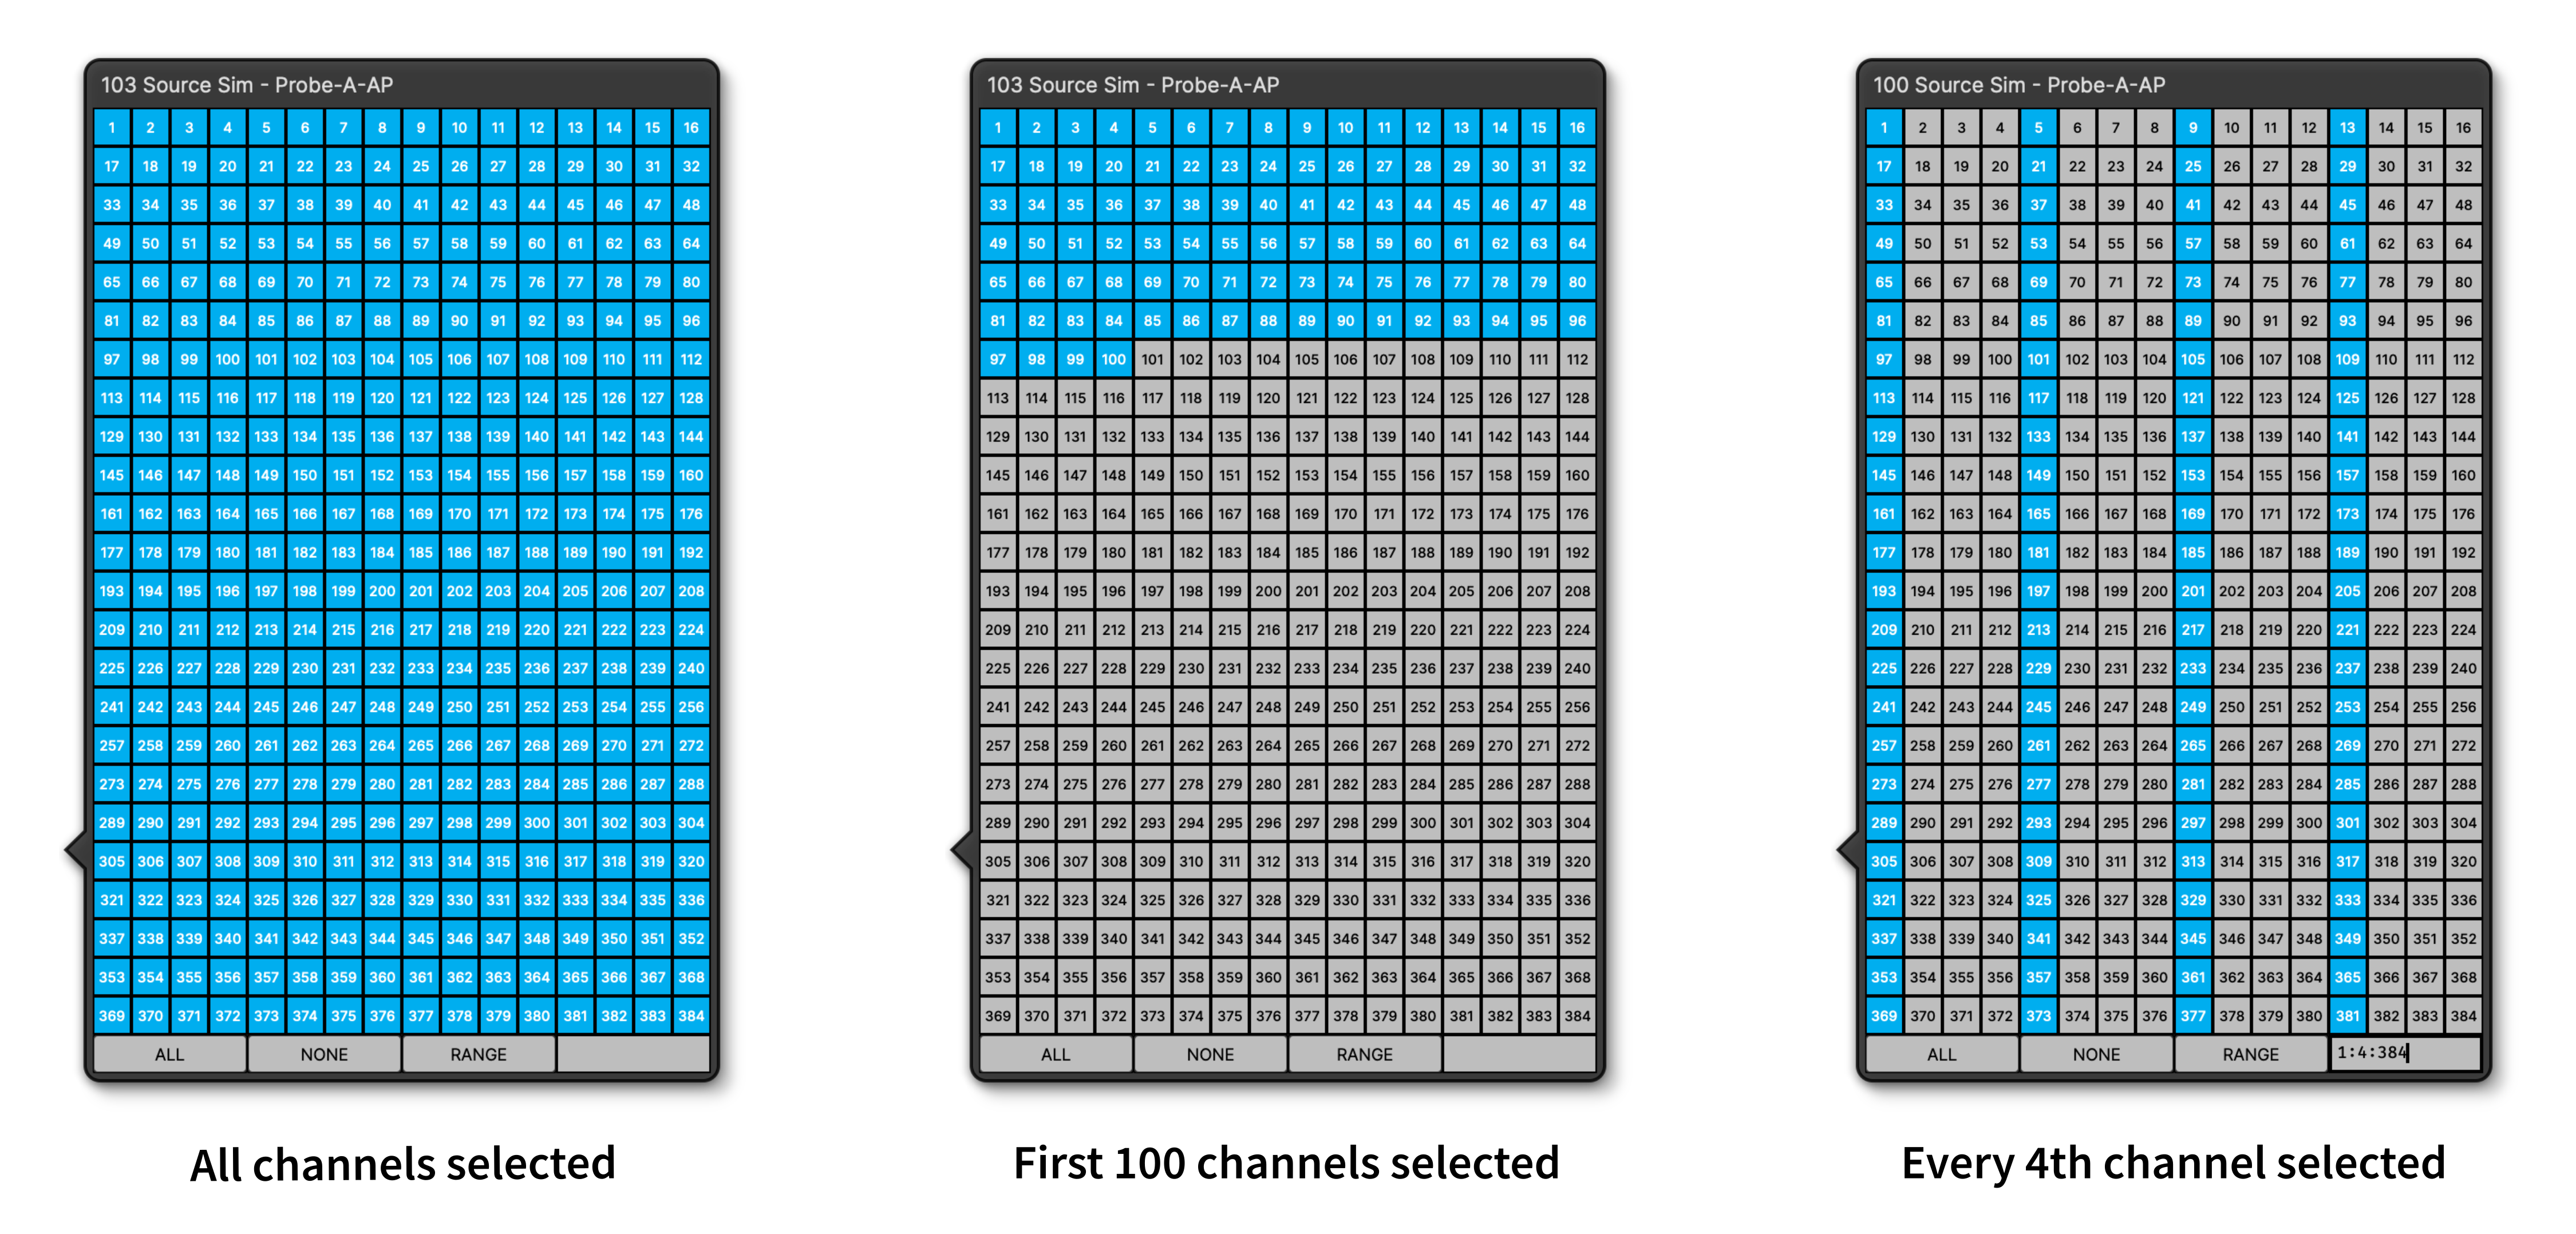 103 Source Sim - Probe-A-AP
1 2 3 4 5 6 7 8 9 10 11 12 13 14 15 16
17 18 19 20 21 22 23 24 25 26 27 28 29 30 31 32
33 34 35 36 37 38 39 40 41 42 43 44 45 46 47 48
49 50 51 52 53 54 55 56 57 58 59 60 61 62 63 64
65 66 67 68 69 70 71 72 73 74 75 76 77 78 79 80
81 82 83 84 85 86 87 88 89 90 91 92 93 94 95 96
97 98 99 100 101 102 103 104 105 106 107 108 109 110 111 112
113 114 115 116 117 118 119 120 121 122 123 124 125 126 127 128
129 130 131 132 133 134 135 136 137 138 139 140 141 142 143 144
145 146 147 148 149 150 151 152 153 154 155 156 157 158 159 160
161 162 163 164 165 166 167 168 169 170 171 172 173 174 175 176
177 178 179 180 181 182 183 184 185 186 187 188 189 190 191 192
193 194 195 196 197 198 199 200 201 202 203 204 205 206 207 208
209 210 211 212 213 214 215 216 217 218 219 220 221 222 223 224
225 226 227 228 229 230 231 232 233 234 235 236 237 238 239 240
241 242 243 244 245 246 247 248 249 250 251 252 253 254 255 256
257 258 259 260 261 262 263 264 265 266 267 268 269 270 271 272
273 274 275 276 277 278 279 280 281 282 283 284 285 286 287 288
289 290 291 292 293 294 295 296 297 298 299 300 301 302 303 304
305 306 307 308 309 310 311 312 313 314 315 316 317 318 319 320
321 322 323 324 325 326 327 328 329 330 331 332 333 334 335 336
337 338 339 340 341 342 343 344 345 346 347 348 349 350 351 352
353 354 355 356 357 358 359 360 361 362 363 364 365 366 367 368
369 370 371 372 373 374 375 376 377 378 379 380 381 382 383 384
ALL NONE RANGE
All channels selected
103 Source Sim - Probe-A-AP
1 2 3 4 5 6 7 8 9 10 11 12 13 14 15 16
17 18 19 20 21 22 23 24 25 26 27 28 29 30 31 32
33 34 35 36 37 38 39 40 41 42 43 44 45 46 47 48
49 50 51 52 53 54 55 56 57 58 59 60 61 62 63 64
65 66 67 68 69 70 71 72 73 74 75 76 77 78 79 80
81 82 83 84 85 86 87 88 89 90 91 92 93 94 95 96
97 98 99 100 101 102 103 104 105 106 107 108 109 110 111 112
113 114 115 116 117 118 119 120 121 122 123 124 125 126 127 128
129 130 131 132 133 134 135 136 137 138 139 140 141 142 143 144
145 146 147 148 149 150 151 152 153 154 155 156 157 158 159 160
161 162 163 164 165 166 167 168 169 170 171 172 173 174 175 176
177 178 179 180 181 182 183 184 185 186 187 188 189 190 191 192
193 194 195 196 197 198 199 200 201 202 203 204 205 206 207 208
209 210 211 212 213 214 215 216 217 218 219 220 221 222 223 224
225 226 227 228 229 230 231 232 233 234 235 236 237 238 239 240
241 242 243 244 245 246 247 248 249 250 251 252 253 254 255 256
257 258 259 260 261 262 263 264 265 266 267 268 269 270 271 272
273 274 275 276 277 278 279 280 281 282 283 284 285 286 287 288
289 290 291 292 293 294 295 296 297 298 299 300 301 302 303 304
305 306 307 308 309 310 311 312 313 314 315 316 317 318 319 320
321 322 323 324 325 326 327 328 329 330 331 332 333 334 335 336
337 338 339 340 341 342 343 344 345 346 347 348 349 350 351 352
353 354 355 356 357 358 359 360 361 362 363 364 365 366 367 368
369 370 371 372 373 374 375 376 377 378 379 380 381 382 383 384
ALL NONE RANGE
First 100 channels selected
100 Source Sim - Probe-A-AP
1 2 3 4 5 6 7 8 9 10 11 12 13 14 15 16
17 18 19 20 21 22 23 24 25 26 27 28 29 30 31 32
33 34 35 36 37 38 39 40 41 42 43 44 45 46 47 48
49 50 51 52 53 54 55 56 57 58 59 60 61 62 63 64
65 66 67 68 69 70 71 72 73 74 75 76 77 78 79 80
81 82 83 84 85 86 87 88 89 90 91 92 93 94 95 96
97 98 99 100 101 102 103 104 105 106 107 108 109 110 111 112
113 114 115 116 117 118 119 120 121 122 123 124 125 126 127 128
129 130 131 132 133 134 135 136 137 138 139 140 141 142 143 144
145 146 147 148 149 150 151 152 153 154 155 156 157 158 159 160
161 162 163 164 165 166 167 168 169 170 171 172 173 174 175 176
177 178 179 180 181 182 183 184 185 186 187 188 189 190 191 192
193 194 195 196 197 198 199 200 201 202 203 204 205 206 207 208
209 210 211 212 213 214 215 216 217 218 219 220 221 222 223 224
225 226 227 228 229 230 231 232 233 234 235 236 237 238 239 240
241 242 243 244 245 246 247 248 249 250 251 252 253 254 255 256
257 258 259 260 261 262 263 264 265 266 267 268 269 270 271 272
273 274 275 276 277 278 279 280 281 282 283 284 285 286 287 288
289 290 291 292 293 294 295 296 297 298 299 300 301 302 303 304
305 306 307 308 309 310 311 312 313 314 315 316 317 318 319 320
321 322 323 324 325 326 327 328 329 330 331 332 333 334 335 336
337 338 339 340 341 342 343 344 345 346 347 348 349 350 351 352
353 354 355 356 357 358 359 360 361 362 363 364 365 366 367 368
369 370 371 372 373 374 375 376 377 378 379 380 381 382 383 384
ALL NONE RANGE 1:4:384
Every 4th channel selected